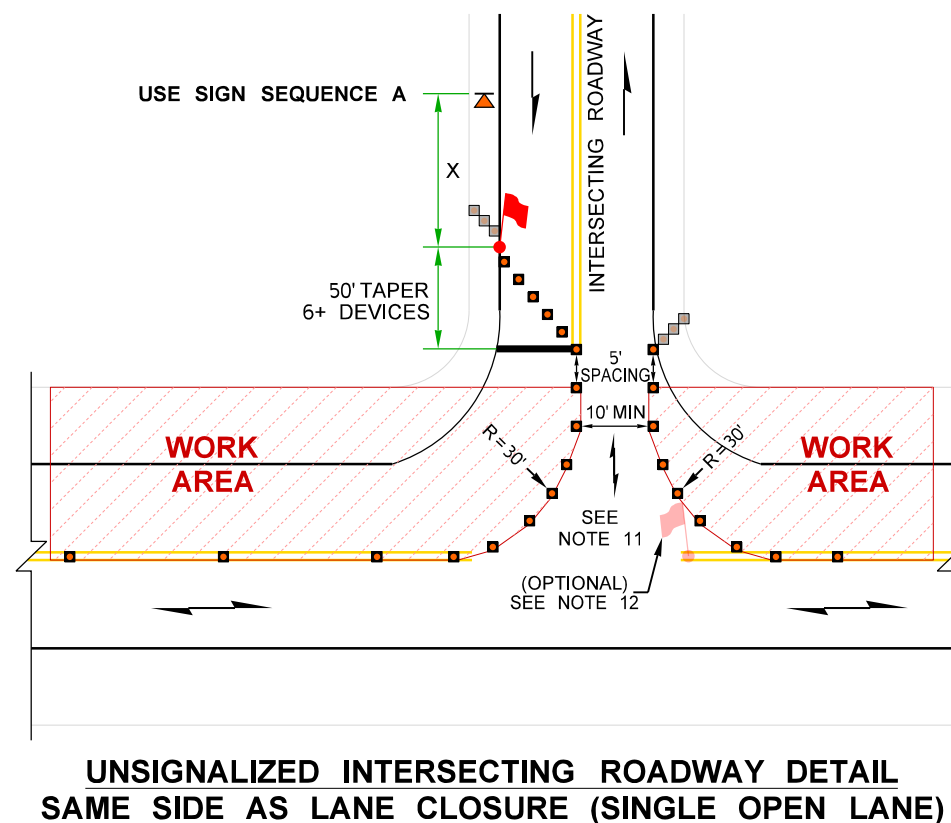 USE SIGN SEQUENCE A
INTERSECTING ROADWAY
X
50' TAPER
6+ DEVICES
5'
SPACING
10' MIN
WORK
AREA
R = 30'
R = 30'
WORK
AREA
SEE
NOTE 11
(OPTIONAL)
SEE NOTE 12
UNSIGNALIZED INTERSECTING ROADWAY DETAIL
SAME SIDE AS LANE CLOSURE (SINGLE OPEN LANE)